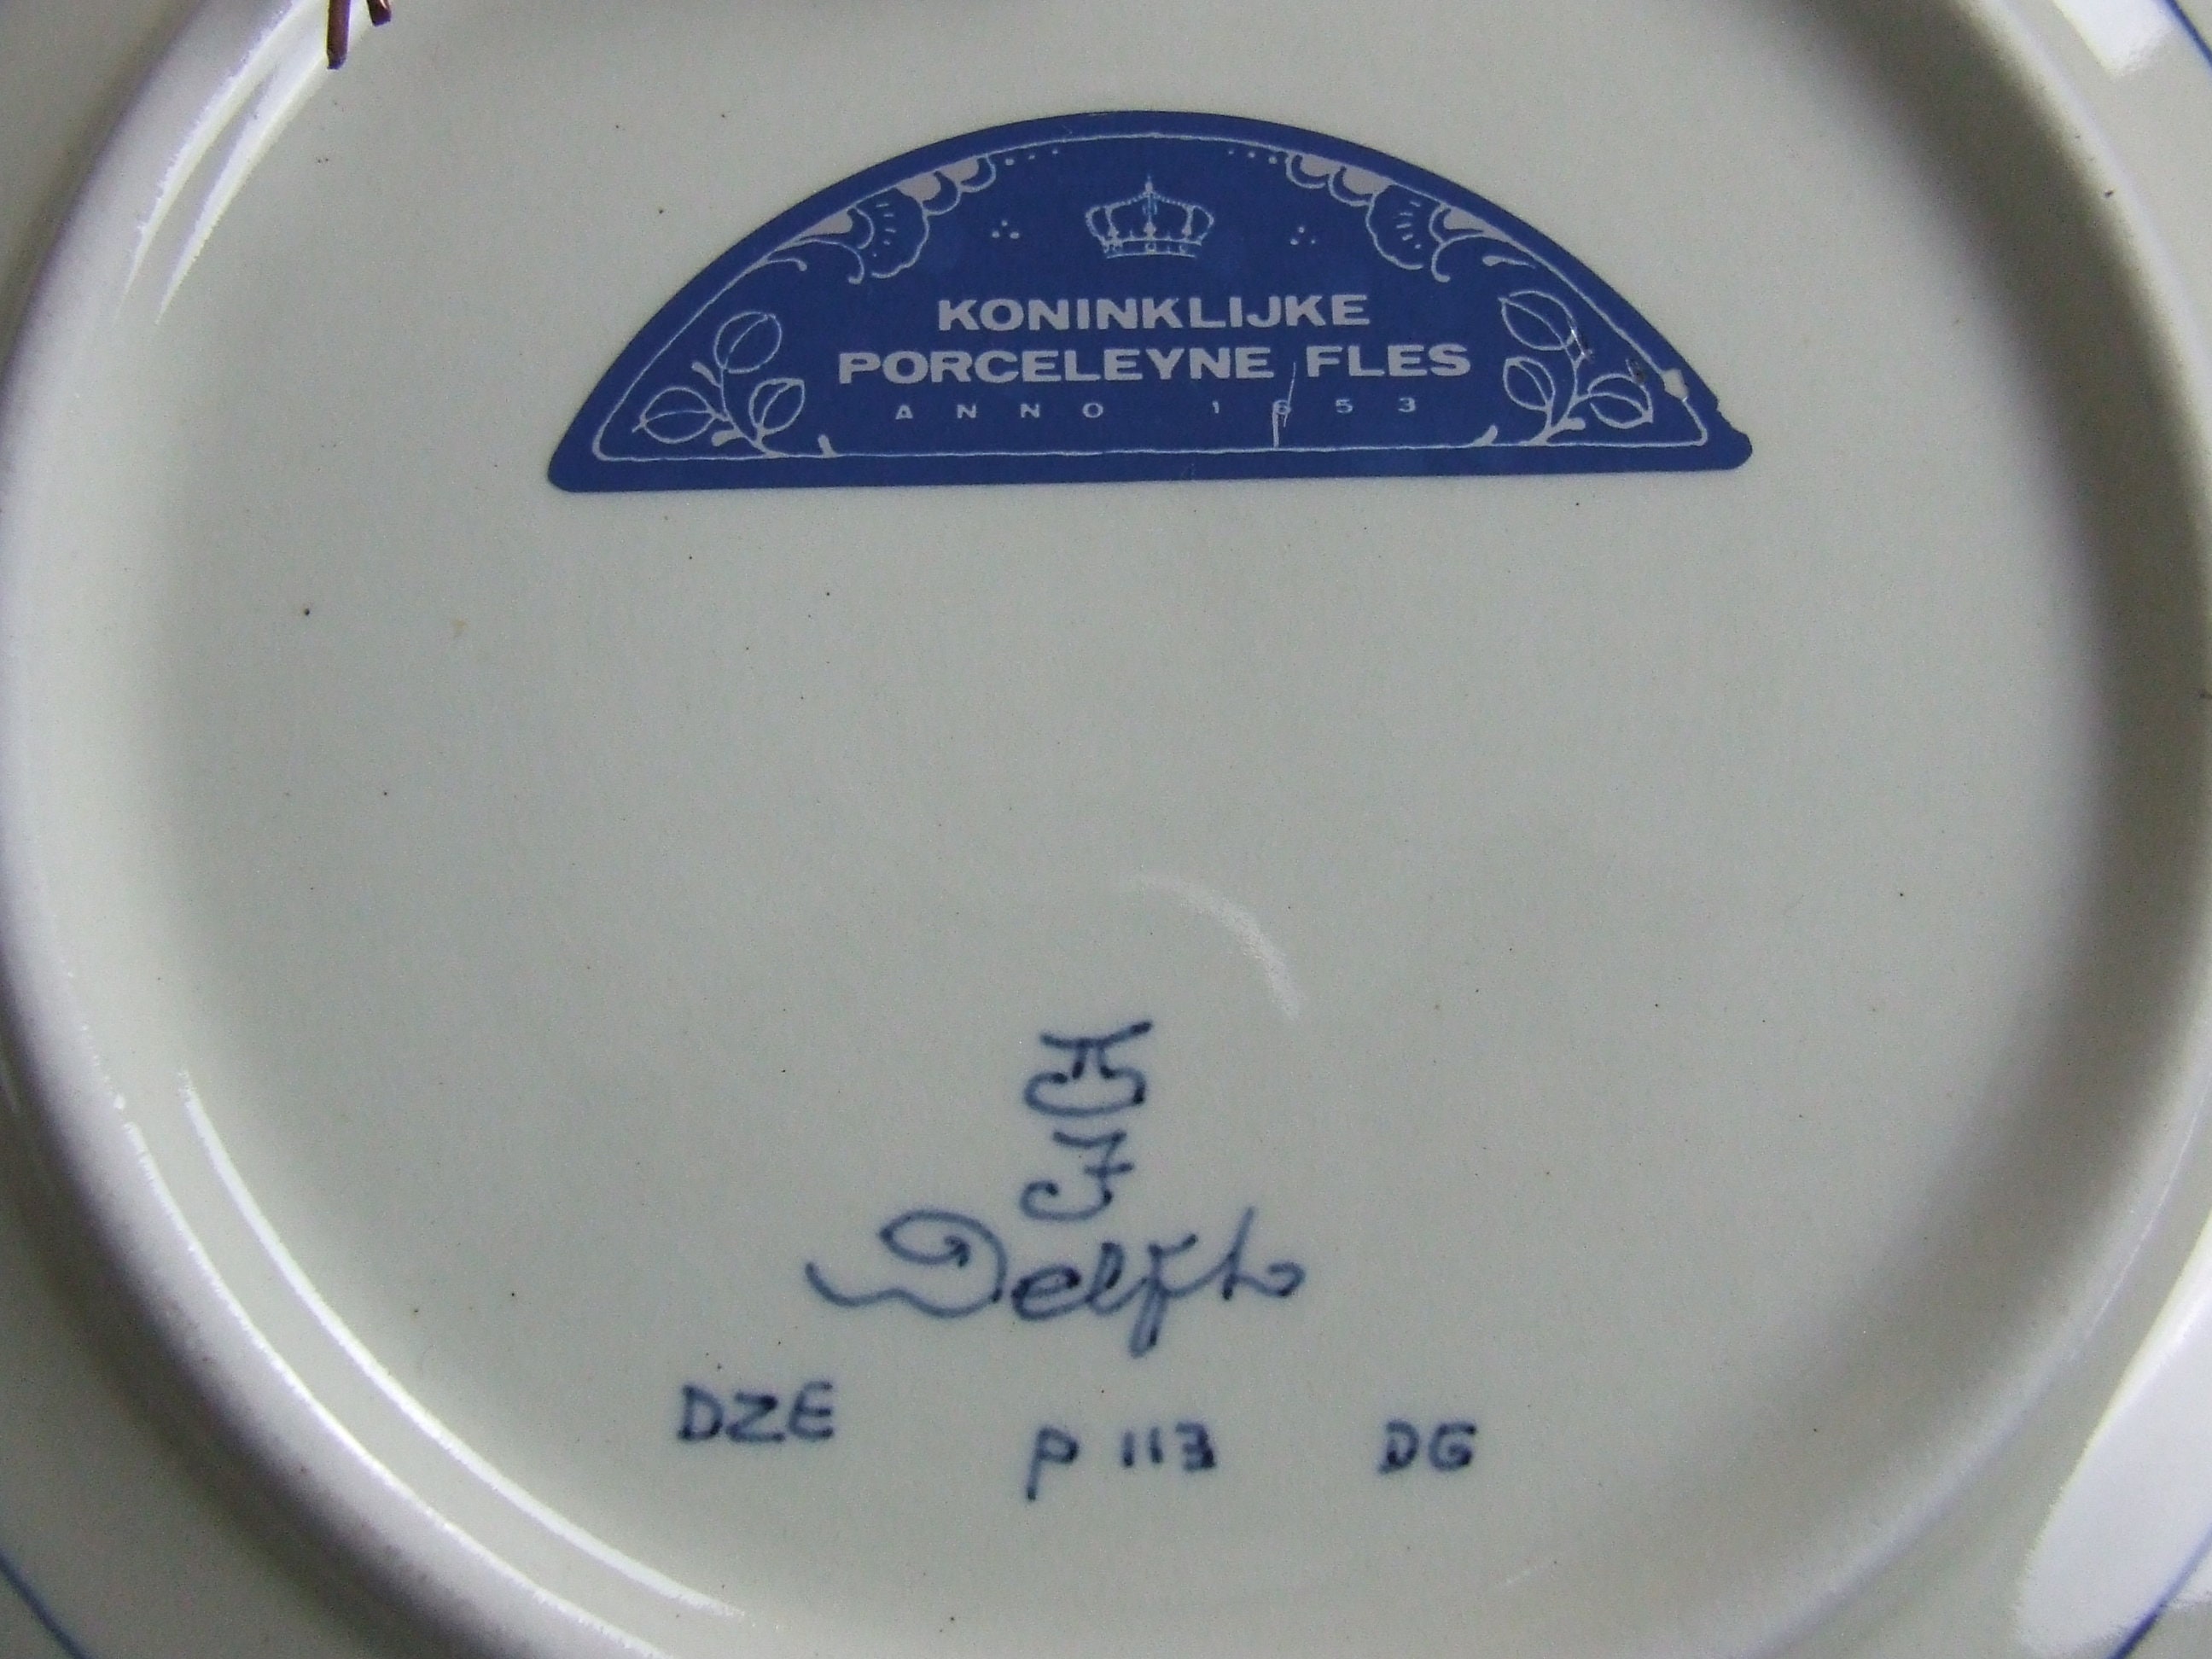 KONINKLIJKE
PORCELEYNE FLES
ANNO 1653
Delft
DZE p 113 DG